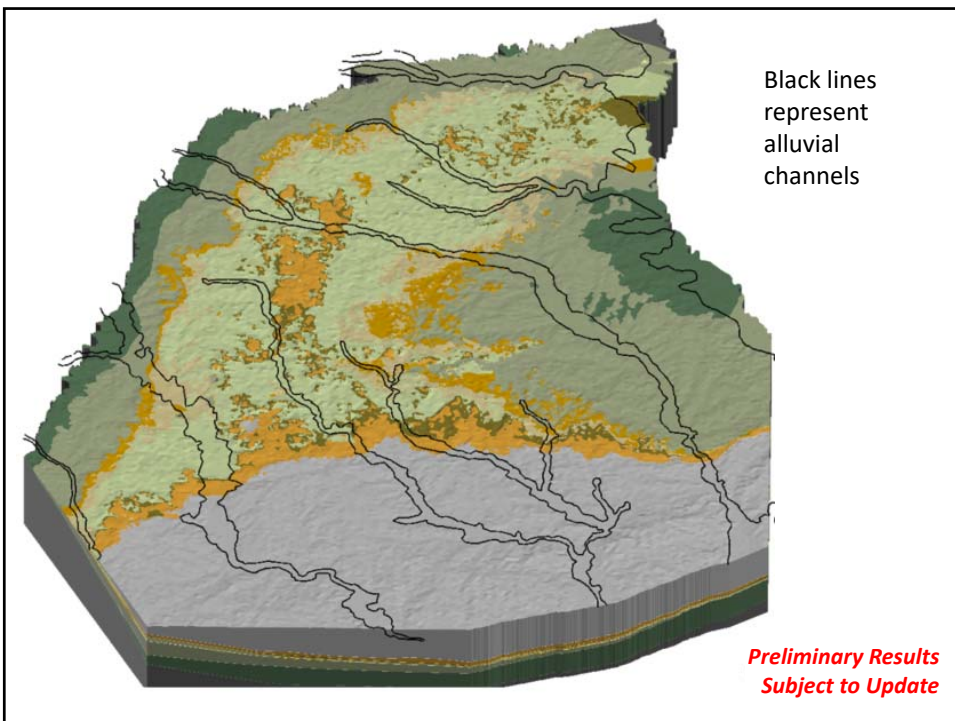 Black lines
represent
alluvial
channels
Preliminary Results
Subject to Update